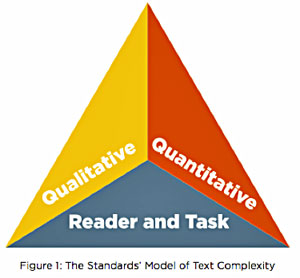 Qualitative
Quantitative
Reader and Task
Figure 1: The Standards' Model of Text Complexity